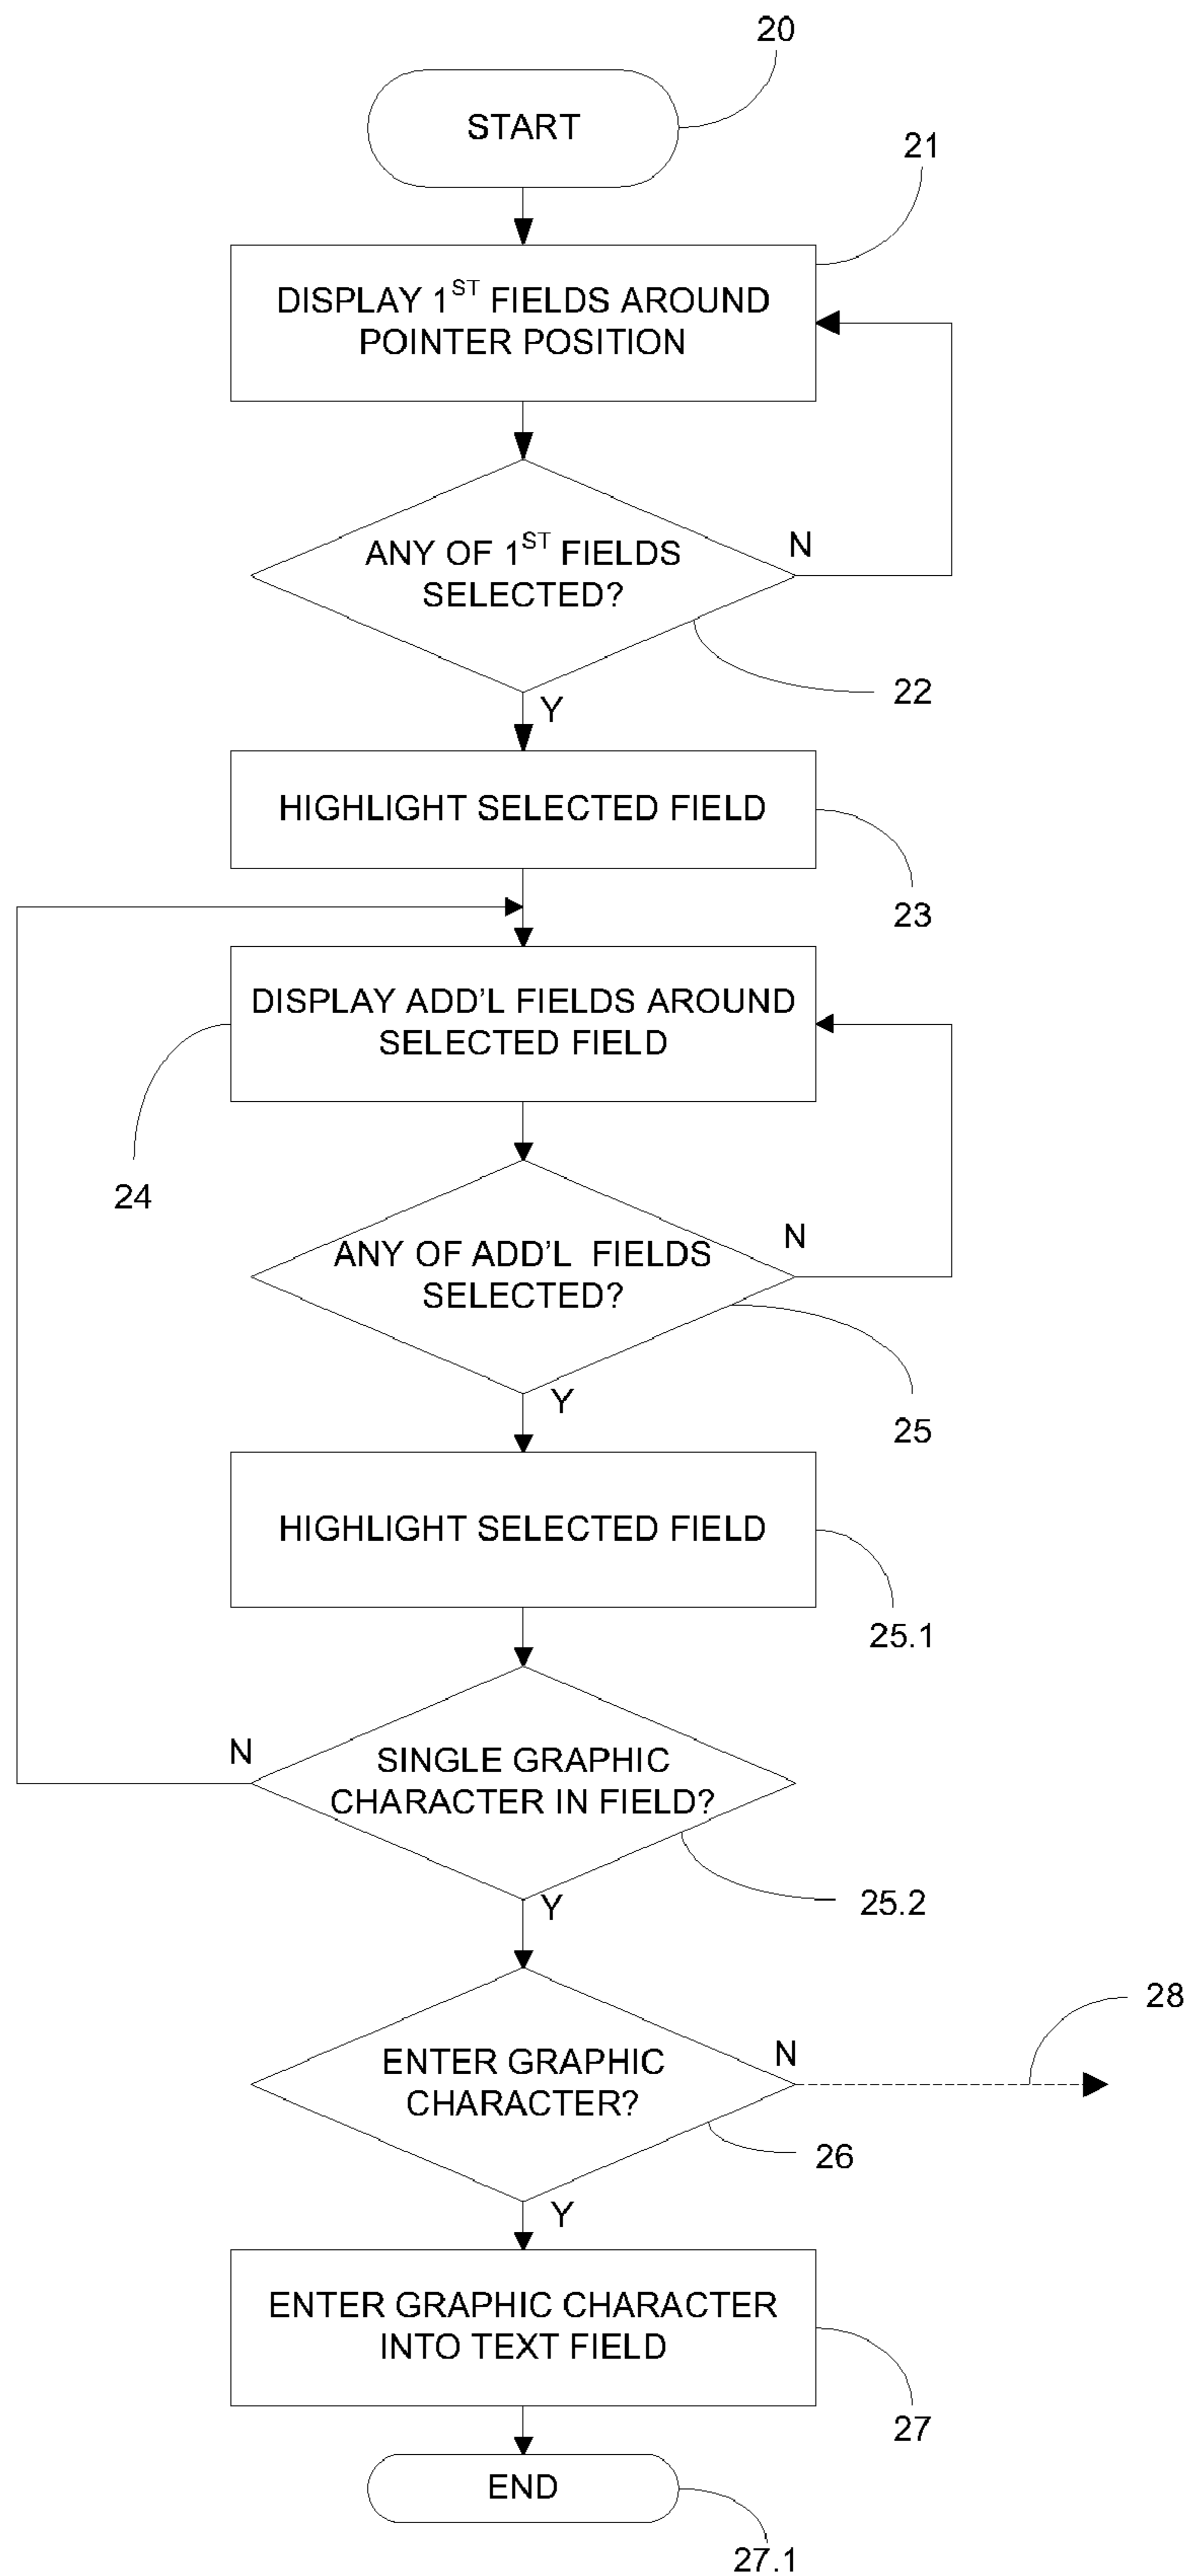 20
START
21
DISPLAY 1ST FIELDS AROUND
POINTER POSITION
ANY OF 1ST FIELDS
SELECTED?
N
22
Y
HIGHLIGHT SELECTED FIELD
23
DISPLAY ADD'L FIELDS AROUND
SELECTED FIELD
24
ANY OF ADD'L FIELDS
SELECTED?
N
25
Y
HIGHLIGHT SELECTED FIELD
25.1
N
SINGLE GRAPHIC
CHARACTER IN FIELD?
25.2
Y
28
ENTER GRAPHIC
CHARACTER?
N
26
Y
ENTER GRAPHIC CHARACTER
INTO TEXT FIELD
27
END
27.1